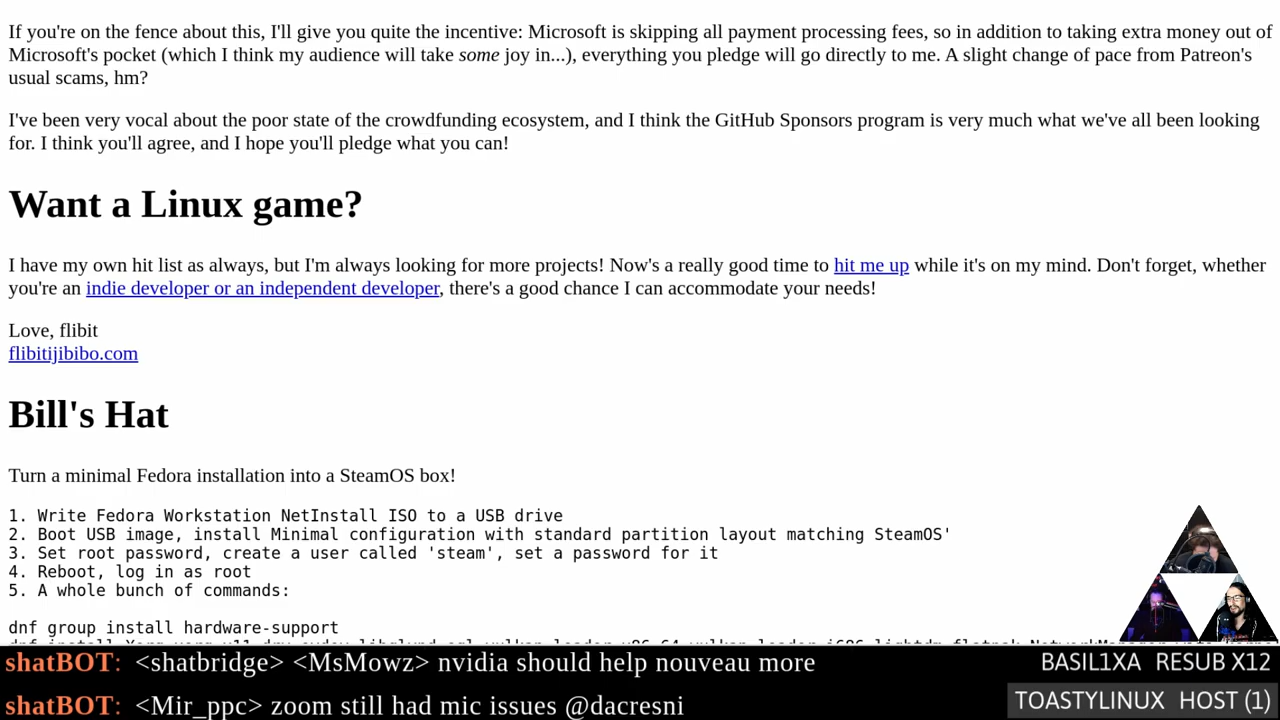 If you're on the fence about this, I'll give you quite the incentive: Microsoft is skipping all payment processing fees, so in addition to taking extra money out of
Microsoft's pocket (which I think my audience will take some joy in...), everything you pledge will go directly to me. A slight change of pace from Patreon's
usual scams, hm?
I've been very vocal about the poor state of the crowdfunding ecosystem, and I think the GitHub Sponsors program is very much what we've all been looking
for. I think you'll agree, and I hope you'll pledge what you can!
Want a Linux game?
I have my own hit list as always, but I'm always looking for more projects! Now's a really good time to hit me up while it's on my mind. Don't forget, whether
you're an indie developer or an independent developer, there's a good chance I can accommodate your needs!
Love, flibit
flibitijibibo.com
Bill's Hat
Turn a minimal Fedora installation into a SteamOS box!
1. Write Fedora Workstation NetInstall ISO to a USB drive
2. Boot USB image, install Minimal configuration with standard partition layout matching SteamOS'
3. Set root password, create a user called 'steam', set a password for it
4. Reboot, log in as root
5. A whole bunch of commands:
dnf group install hardware-support
shatBOT: <shatbridge> <MsMowz> nvidia should help nouveau more
BASIL1XA RESUB X12
shatBOT: <Mir_ppc> zoom still had mic issues @dacresni
TOASTYLINUX HOST (1)